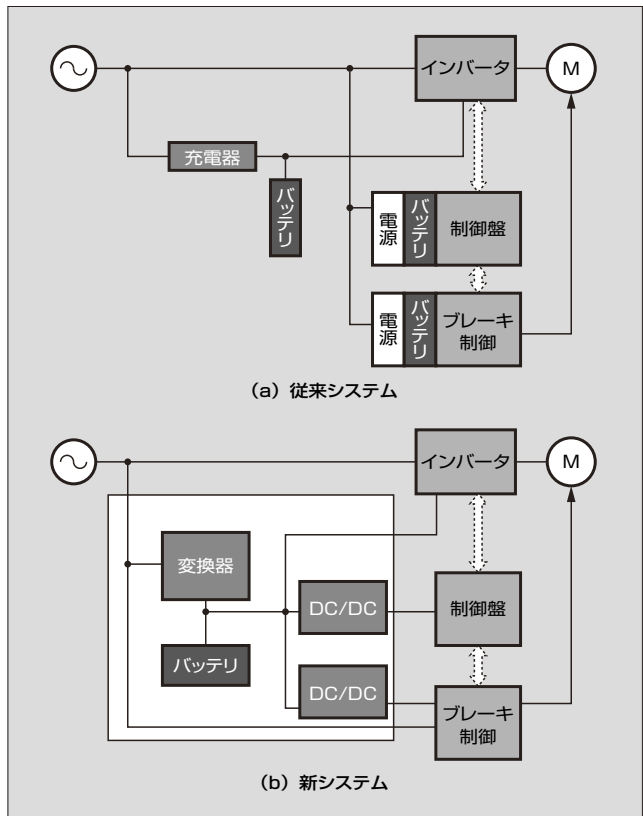 インバータ
M
充電器
バッテリ
電源
バッテリ
制御盤
電源
バッテリ
ブレーキ
制御
(a) 従来システム
インバータ
M
変換器
DC/DC
制御盤
バッテリ
DC/DC
ブレーキ
制御
(b) 新システム